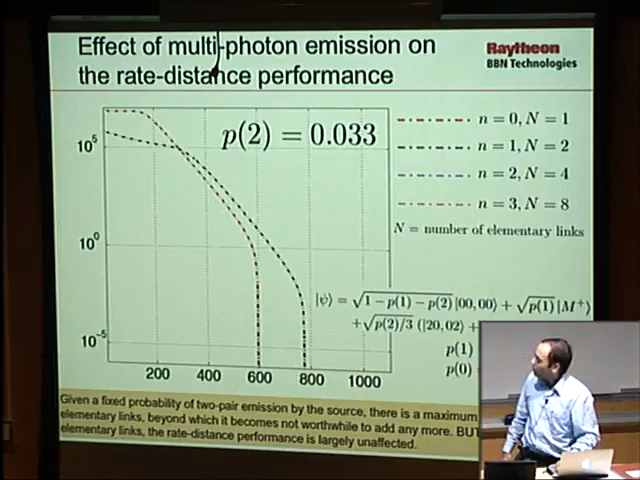 Effect of multi-photon emission on
the rate-distance performance
Raytheon
BBN Technologies
p(2) = 0.033
n = 0, N = 1
n = 1, N = 2
n = 2, N = 4
n = 3, N = 8
N = number of elementary links
10^5
10^0
10^-5
200 400 600 800 1000
|ψ⟩ = √1 − p(1) − p(2) |00, 00⟩ + √p(1) |M⁺⟩
+√p(2)/3 (|20, 02⟩ +
p(1)
p(0)
Given a fixed probability of two-pair emission by the source, there is a maximum
elementary links, beyond which it becomes not worthwhile to add any more. BUT
elementary links, the rate-distance performance is largely unaffected.